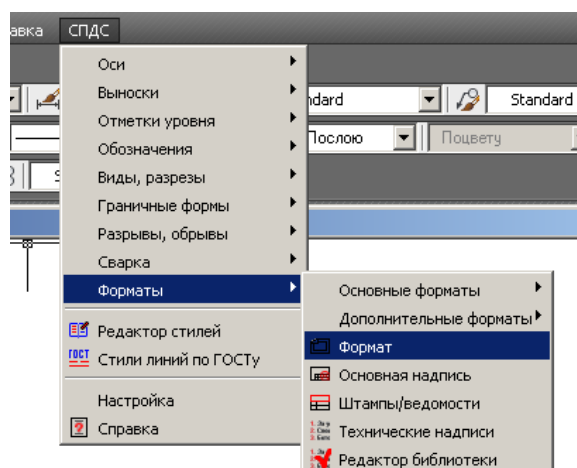 СПДС
Оси
Выноски
Standard
Отметки уровня
Обозначения
Виды, разрезы
Послою
Поцвету
Граничные формы
Разрывы, обрывы
Сварка
Форматы
Основные форматы
Дополнительные форматы
Редактор стилей
Формат
ГОСТ
Стили линий по ГОСТу
Основная надпись
Штампы/ведомости
Настройка
Технические надписи
Справка
Редактор библиотеки